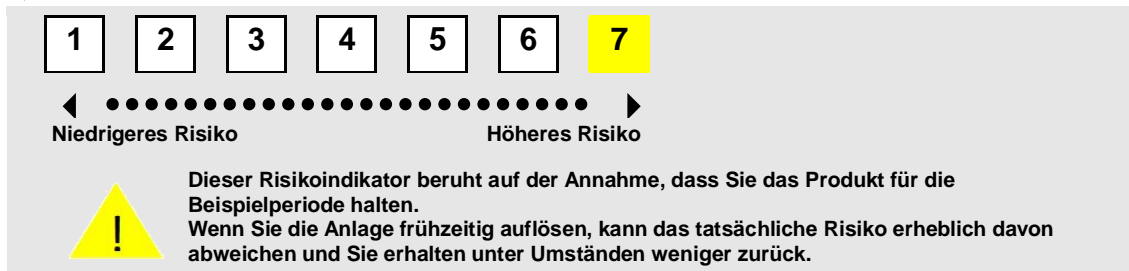 1 2 3 4 5 6 7
Niedrigeres Risiko Höheres Risiko
Dieser Risikoindikator beruht auf der Annahme, dass Sie das Produkt für die
Beispielperiode halten.
Wenn Sie die Anlage frühzeitig auflösen, kann das tatsächliche Risiko erheblich davon
abweichen und Sie erhalten unter Umständen weniger zurück.
!